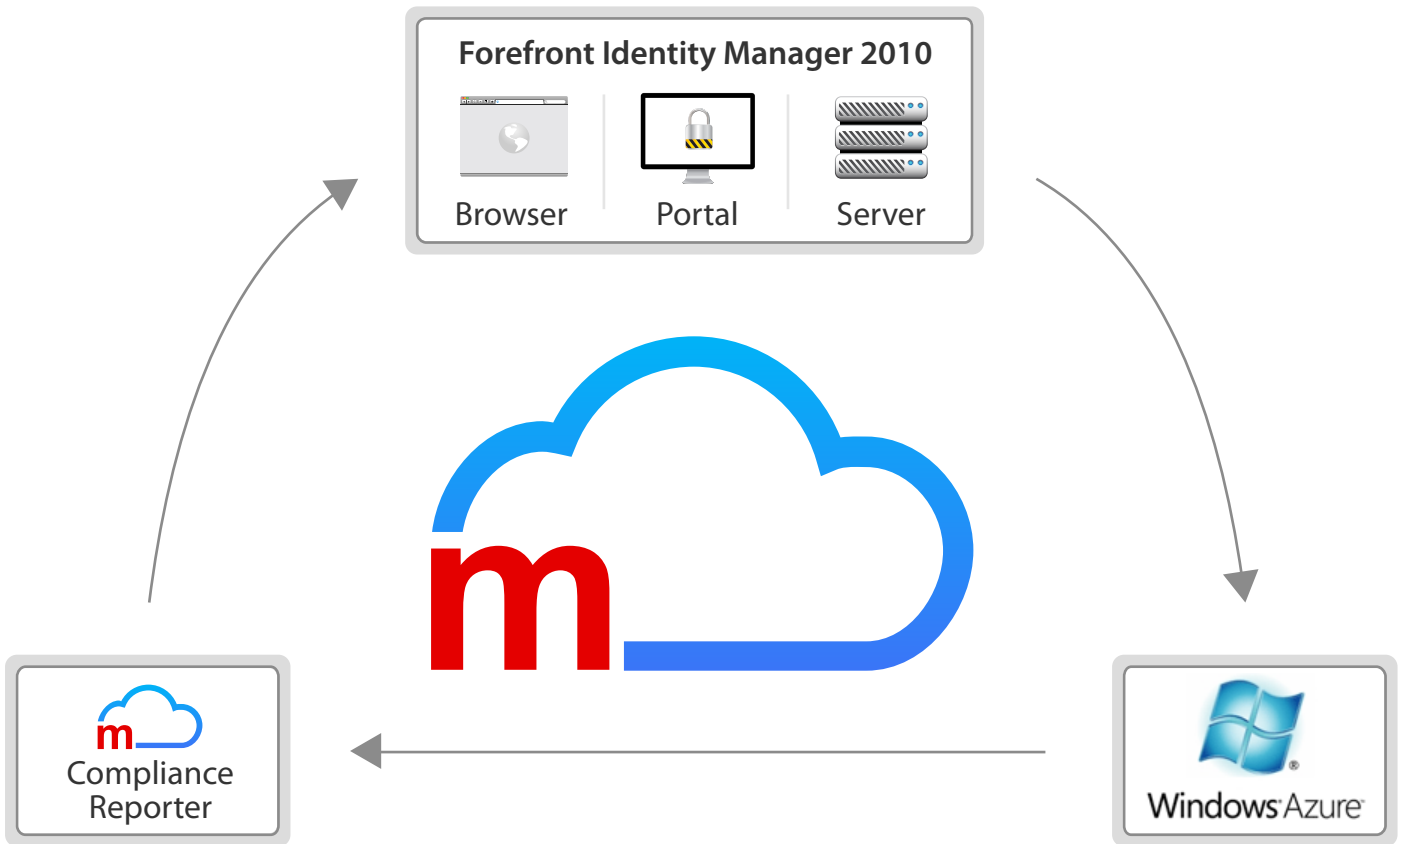 Forefront Identity Manager 2010
Browser
Portal
Server
m
m
Compliance
Reporter
®
Windows Azure